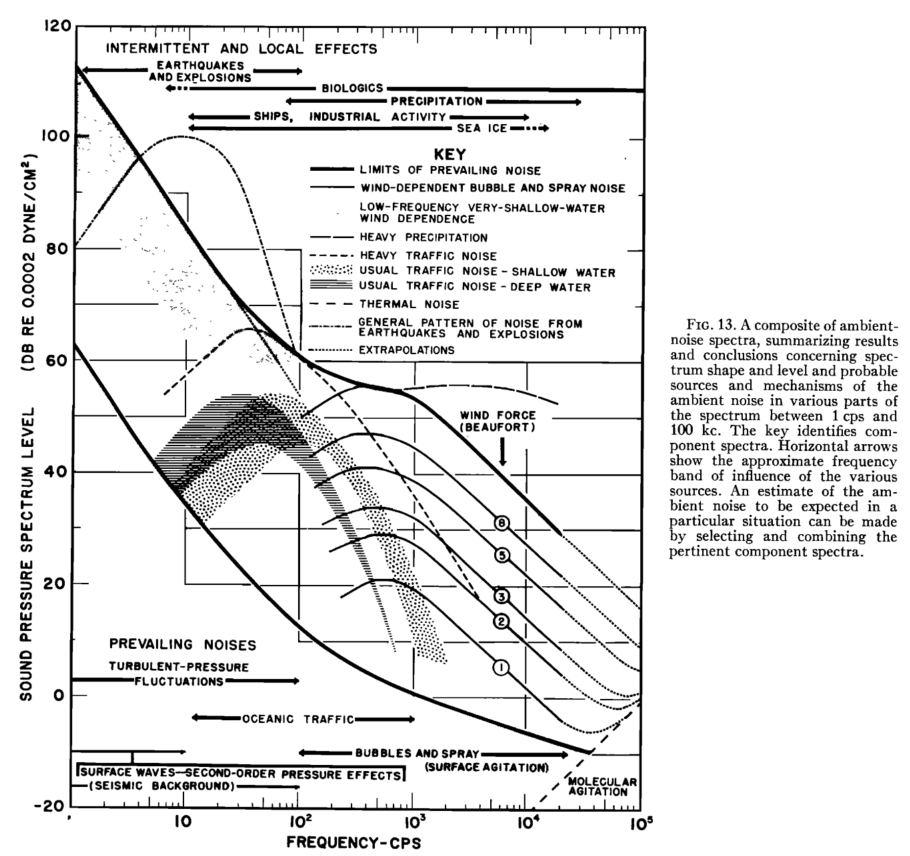 120
100
80
60
40
20
0
-20
SOUND PRESSURE SPECTRUM LEVEL (DB RE 0.0002 DYNE/CM²)
INTERMITTENT AND LOCAL EFFECTS
EARTHQUAKES
AND EXPLOSIONS
BIOLOGICS
PRECIPITATION
SHIPS, INDUSTRIAL ACTIVITY
SEA ICE
KEY
LIMITS OF PREVAILING NOISE
WIND-DEPENDENT BUBBLE AND SPRAY NOISE
LOW-FREQUENCY VERY-SHALLOW-WATER
WIND DEPENDENCE
HEAVY PRECIPITATION
HEAVY TRAFFIC NOISE
USUAL TRAFFIC NOISE-SHALLOW WATER
USUAL TRAFFIC NOISE-DEEP WATER
THERMAL NOISE
GENERAL PATTERN OF NOISE FROM
EARTHQUAKES AND EXPLOSIONS
EXTRAPOLATIONS
WIND FORCE
(BEAUFORT)
8
5
3
2
1
PREVAILING NOISES
TURBULENT-PRESSURE
FLUCTUATIONS
OCEANIC TRAFFIC
BUBBLES AND SPRAY
(SURFACE AGITATION)
SURFACE WAVES—SECOND-ORDER PRESSURE EFFECTS
(SEISMIC BACKGROUND)
MOLECULAR
AGITATION
1
10
10²
10³
10⁴
10⁵
FREQUENCY-CPS
FIG. 13. A composite of ambient-
noise spectra, summarizing results
and conclusions concerning spec-
trum shape and level and probable
sources and mechanisms of the
ambient noise in various parts of
the spectrum between 1 cps and
100 kc. The key identifies com-
ponent spectra. Horizontal arrows
show the approximate frequency
band of influence of the various
sources. An estimate of the am-
bient noise to be expected in a
particular situation can be made
by selecting and combining the
pertinent component spectra.